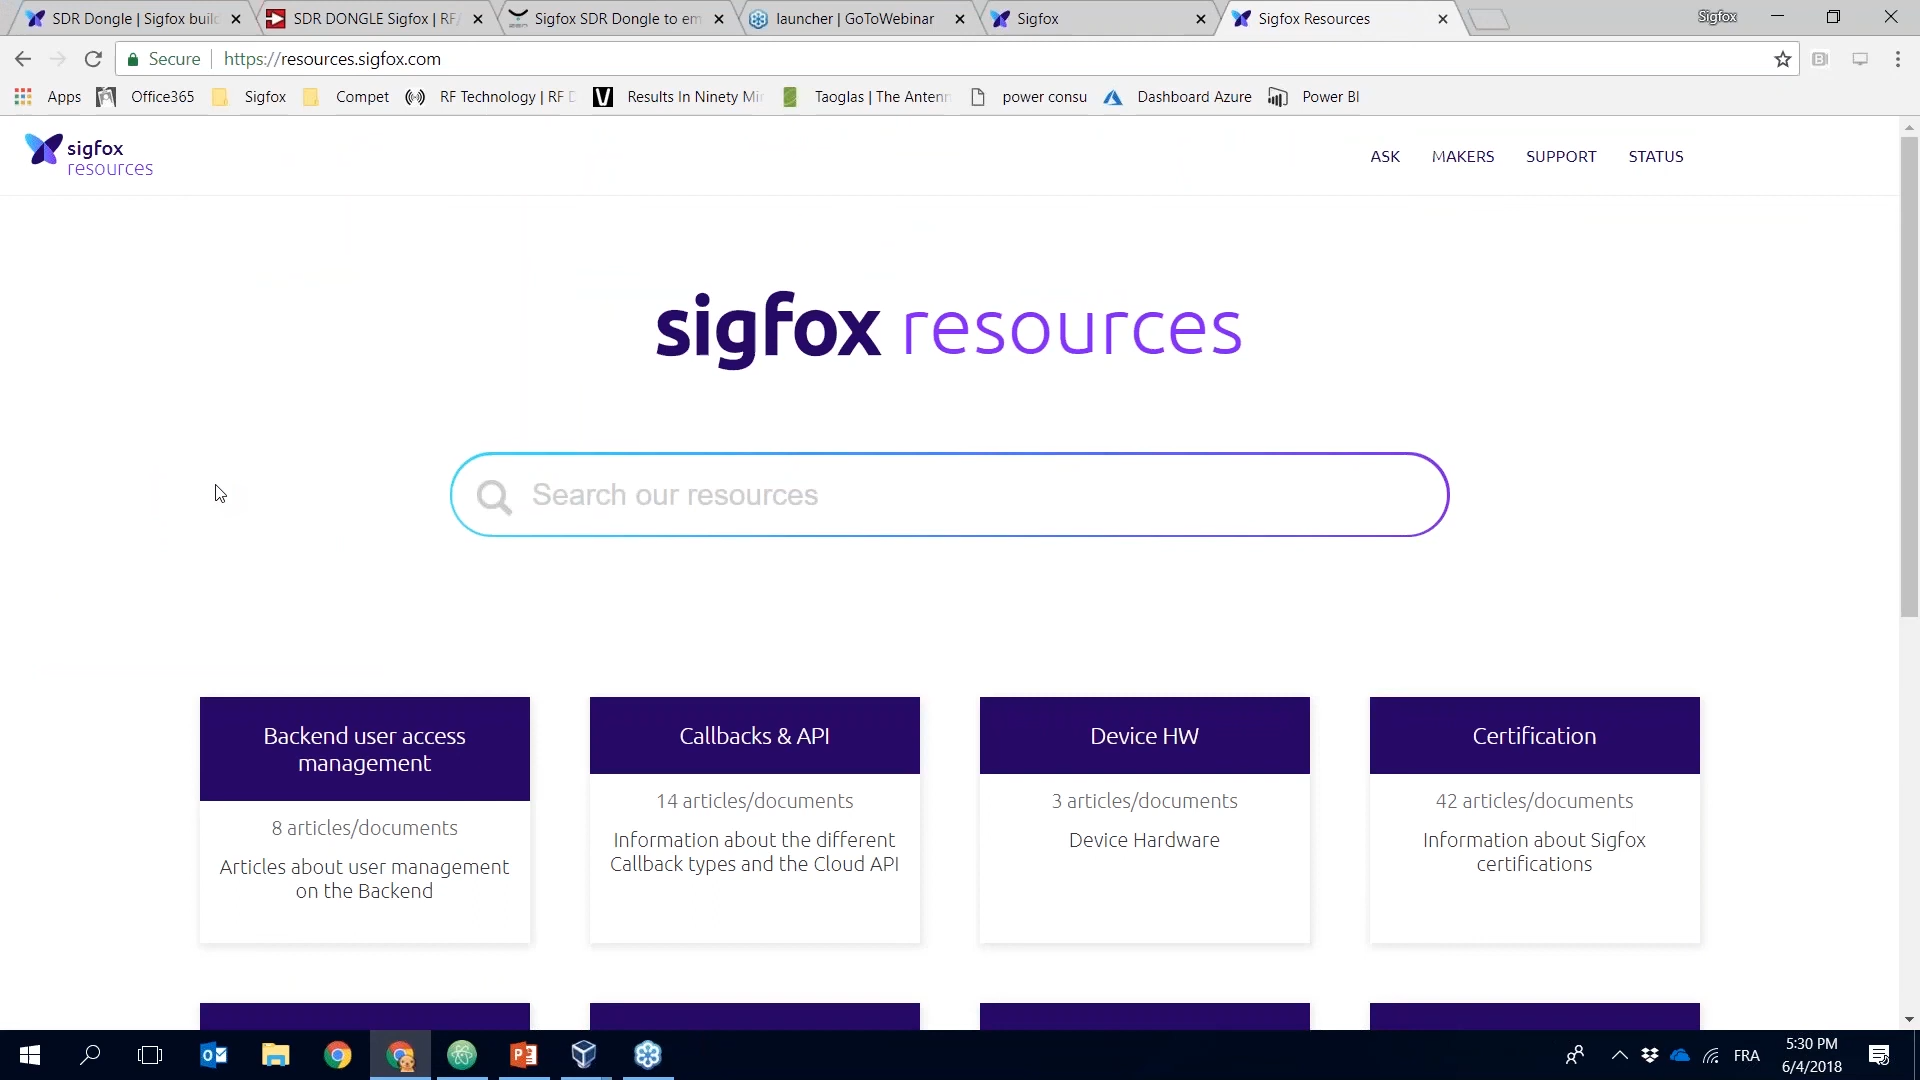 SDR Dongle | Sigfox build
SDR DONGLE Sigfox | RF/
Sigfox SDR Dongle to em
launcher | GoToWebinar
Sigfox
Sigfox Resources
Sigfox
Secure
https://resources.sigfox.com
Apps
Office365
Sigfox
Compet
RF Technology | RF D
Results In Ninety Min
Taoglas | The Antenn
power consu
Dashboard Azure
Power BI
sigfox
resources
ASK
MAKERS
SUPPORT
STATUS
sigfox resources
Search our resources
Backend user access
management
8 articles/documents
Articles about user management
on the Backend
Callbacks & API
14 articles/documents
Information about the different
Callback types and the Cloud API
Device HW
3 articles/documents
Device Hardware
Certification
42 articles/documents
Information about Sigfox
certifications
FRA
5:30 PM
6/4/2018